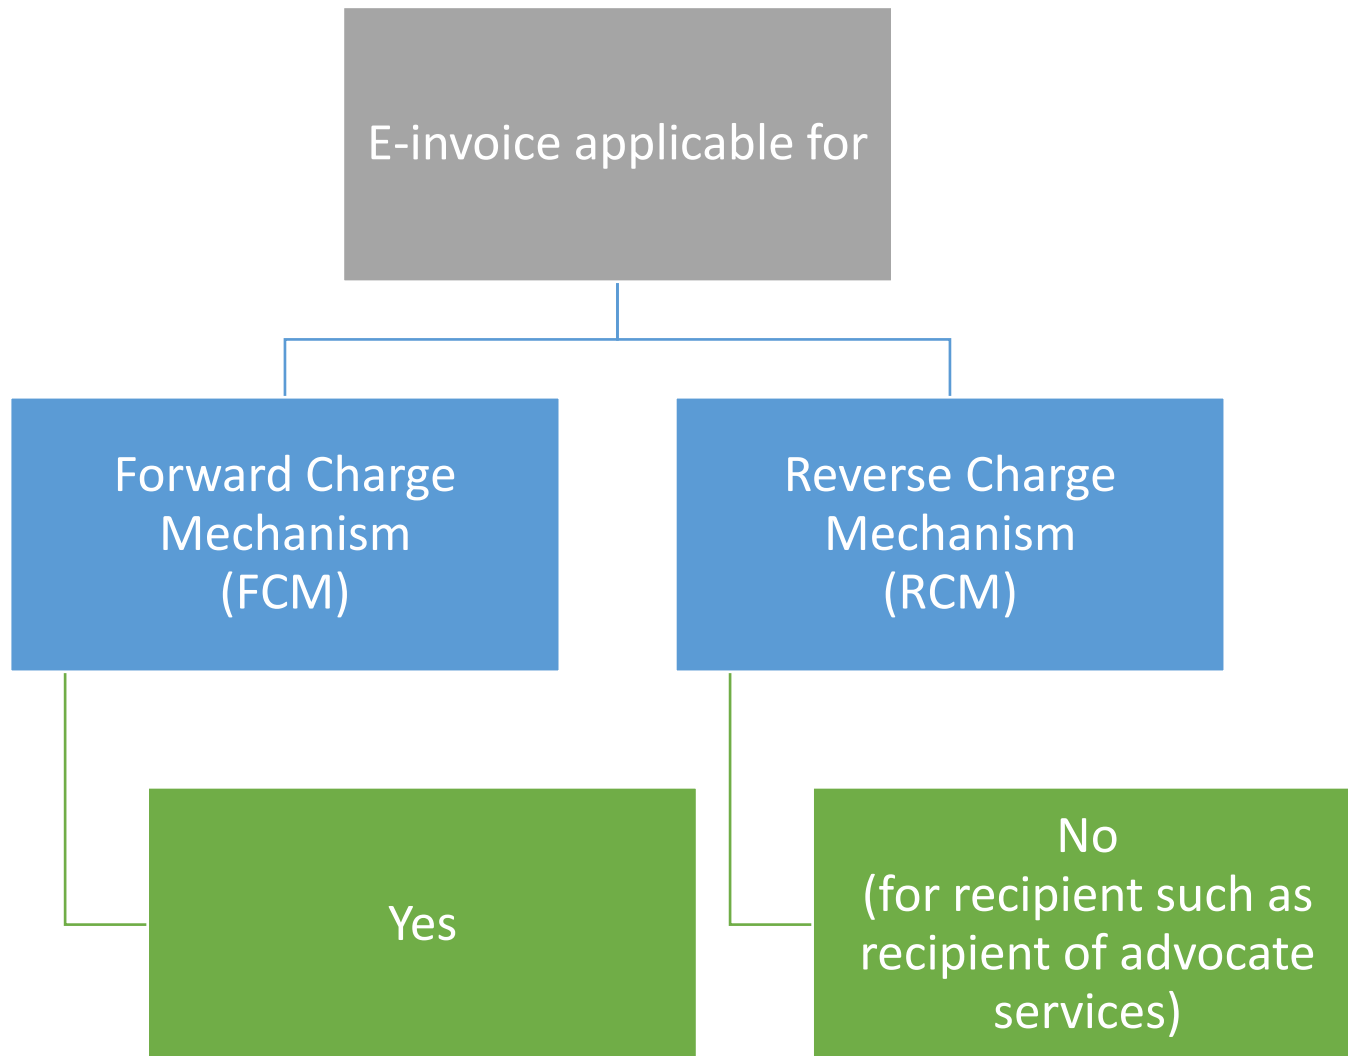 E-invoice applicable for
Forward Charge
Mechanism
(FCM)
Reverse Charge
Mechanism
(RCM)
Yes
No
(for recipient such as
recipient of advocate
services)